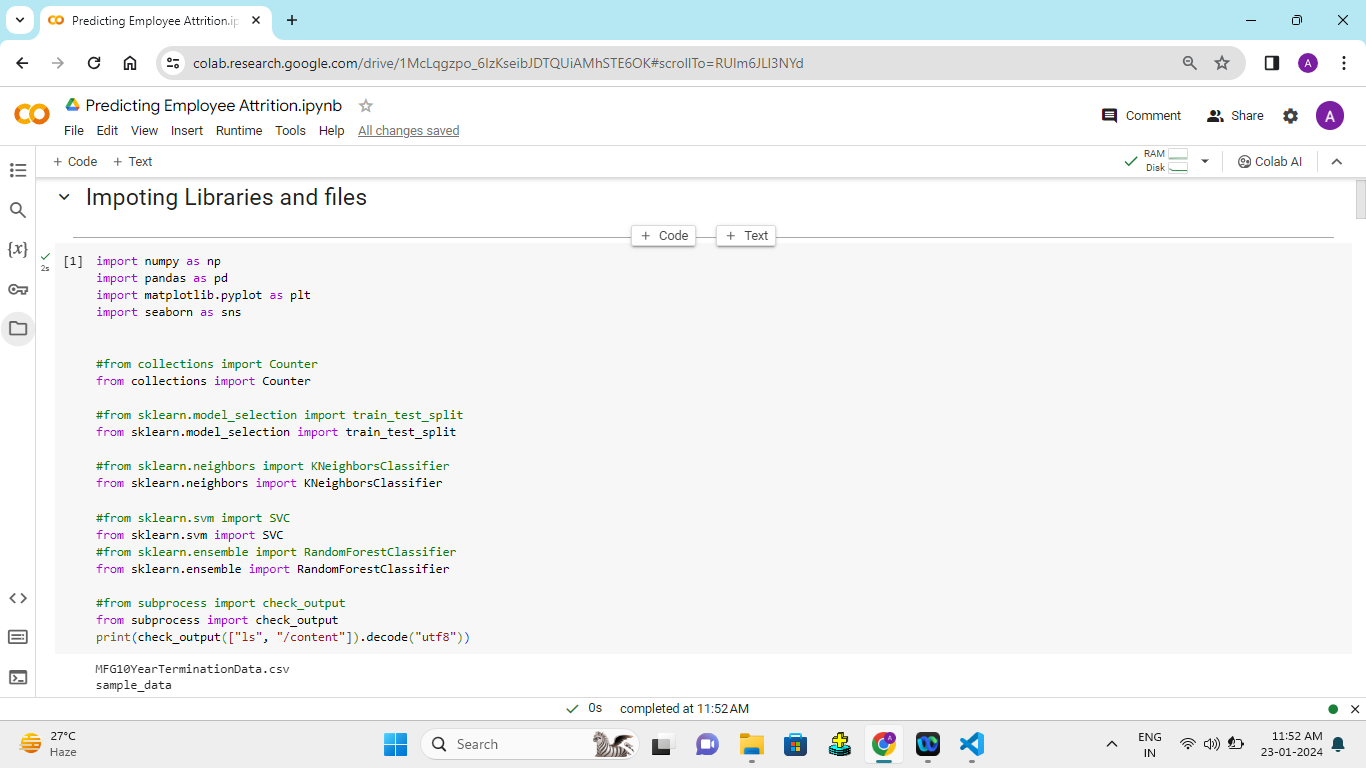 Predicting Employee Attrition.ip
colab.research.google.com/drive/1McLqgzpo_6IzKseibJDTQUiAMhSTE6OK#scrollTo=RUlm6JLl3NYd
A
Predicting Employee Attrition.ipynb
File Edit View Insert Runtime Tools Help All changes saved
Comment Share A
+ Code + Text
RAM
Disk
Colab AI
Impoting Libraries and files
+ Code + Text
{x}
2s
[1] import numpy as np
import pandas as pd
import matplotlib.pyplot as plt
import seaborn as sns
#from collections import Counter
from collections import Counter
#from sklearn.model_selection import train_test_split
from sklearn.model_selection import train_test_split
#from sklearn.neighbors import KNeighborsClassifier
from sklearn.neighbors import KNeighborsClassifier
#from sklearn.svm import SVC
from sklearn.svm import SVC
#from sklearn.ensemble import RandomForestClassifier
from sklearn.ensemble import RandomForestClassifier
#from subprocess import check_output
from subprocess import check_output
print(check_output(["ls", "/content"]).decode("utf8"))
MFG10YearTerminationData.csv
sample_data
0s completed at 11:52 AM
27°C
Haze
Search
ENG
IN
11:52 AM
23-01-2024